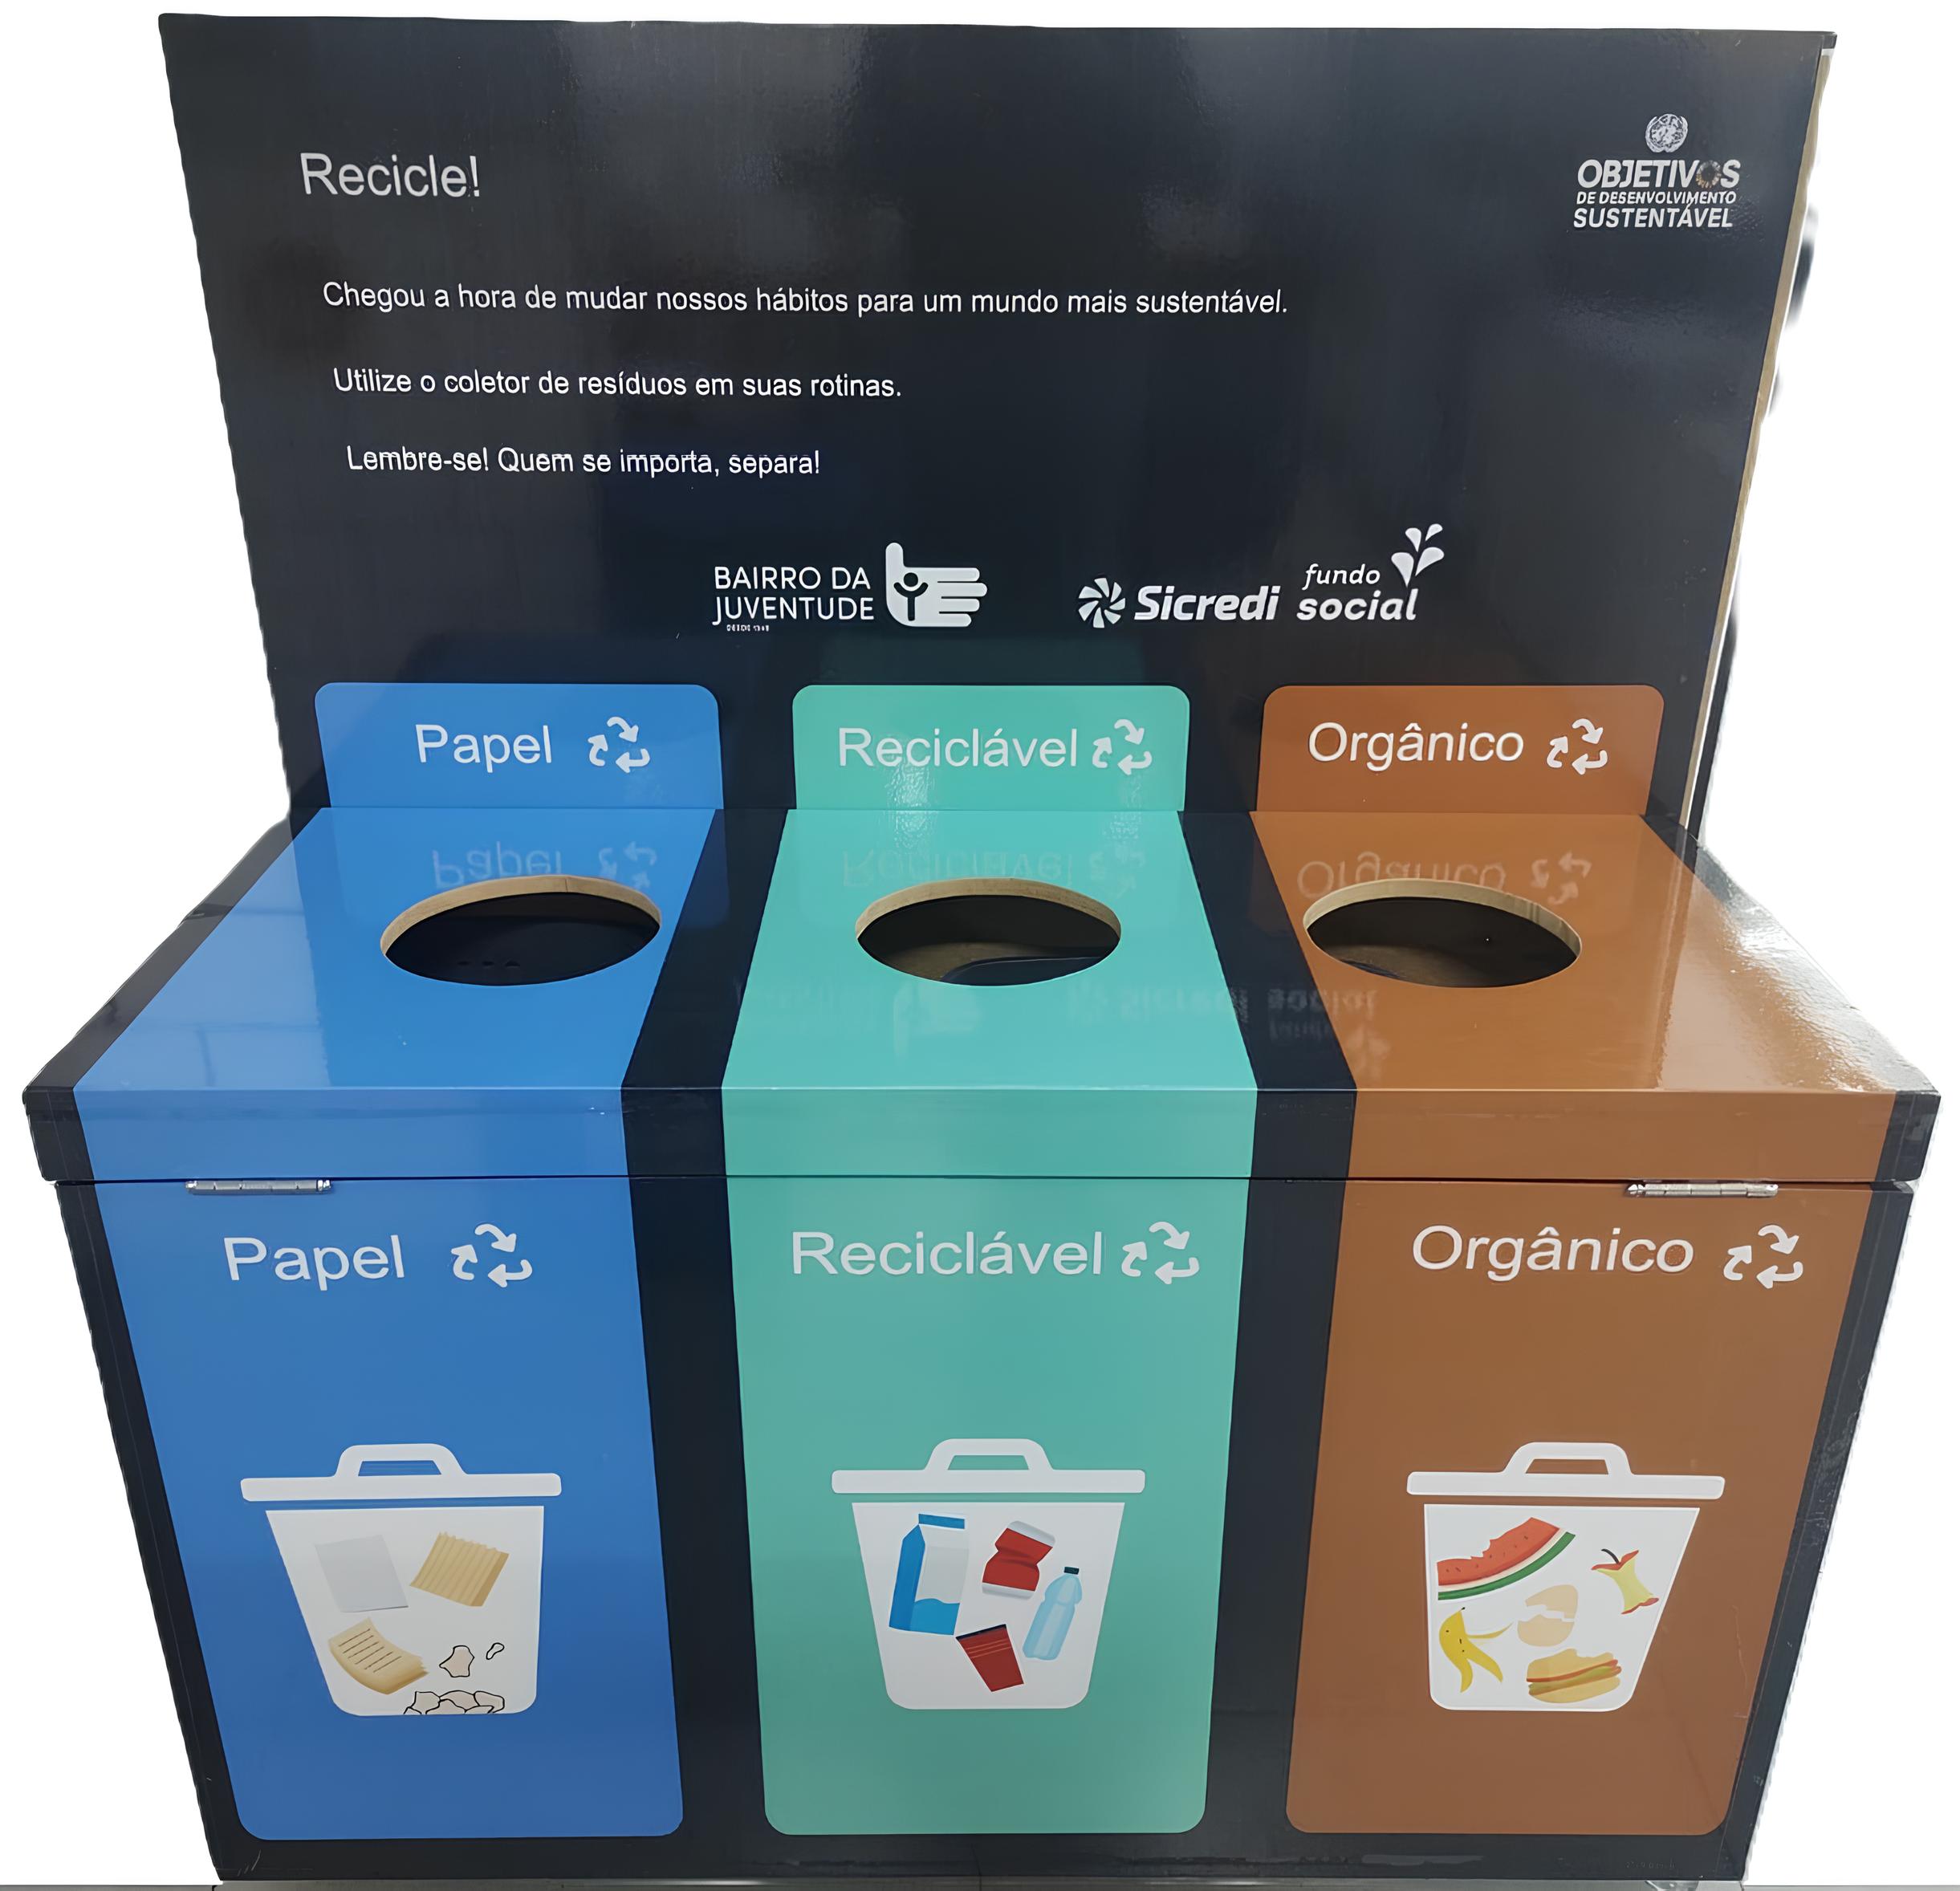 Recicle!
OBJETIVOS
DE DESENVOLVIMENTO
SUSTENTÁVEL
Chegou a hora de mudar nossos hábitos para um mundo mais sustentável.
Utilize o coletor de resíduos em suas rotinas.
Lembre-se! Quem se importa, separa!
BAIRRO DA
JUVENTUDE
Sicredi fundo
social
Papel
Reciclável
Orgânico
Papel
Reciclável
Orgânico